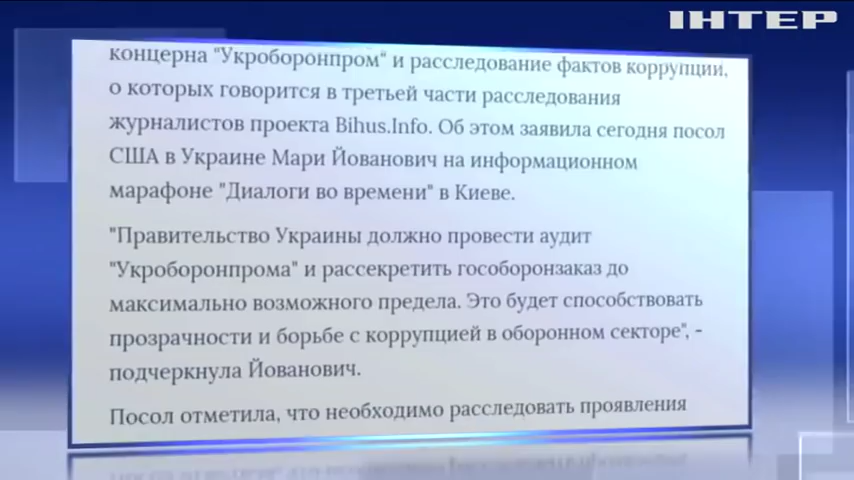 ІНТЕР
концерна "Укроборонпром" и расследование фактов коррупции,
о которых говорится в третьей части расследования
журналистов проекта Bihus.Info. Об этом заявила сегодня посол
США в Украине Мари Йованович на информационном
марафоне "Диалоги во времени" в Киеве.
"Правительство Украины должно провести аудит
"Укроборонпрома" и рассекретить гособоронзаказ до
максимально возможного предела. Это будет способствовать
прозрачности и борьбе с коррупцией в оборонном секторе", -
подчеркнула Йованович.
Посол отметила, что необходимо расследовать проявления